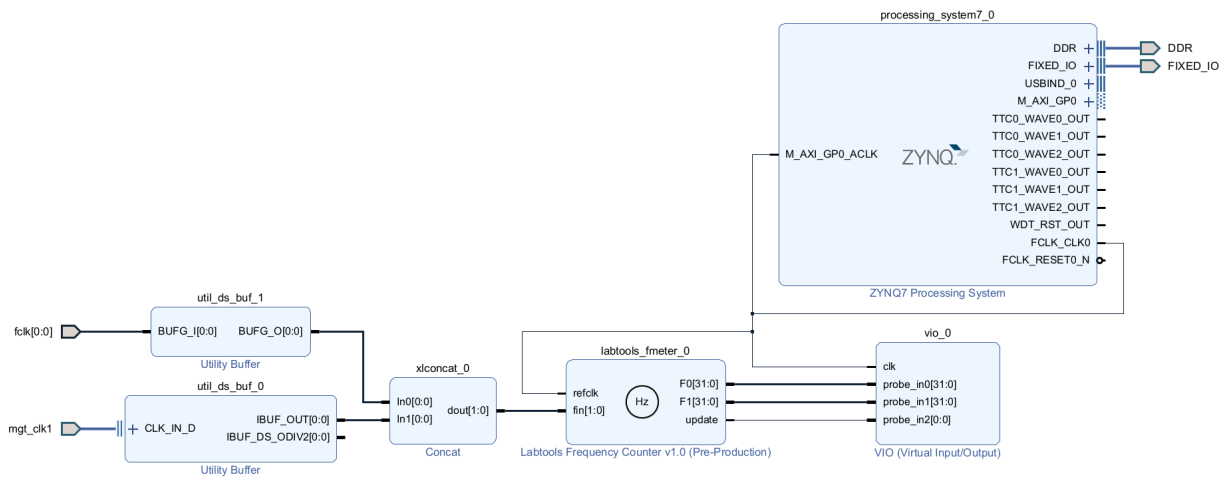 processing_system7_0
DDR
FIXED_IO
USBIND_0
M_AXI_GP0
TTC0_WAVE0_OUT
TTC0_WAVE1_OUT
TTC0_WAVE2_OUT
TTC1_WAVE0_OUT
TTC1_WAVE1_OUT
TTC1_WAVE2_OUT
WDT_RST_OUT
FCLK_CLK0
FCLK_RESET0_N
M_AXI_GP0_ACLK
ZYNQ
ZYNQ7 Processing System
DDR
FIXED_IO
util_ds_buf_1
fclk[0:0]
BUFG_I[0:0]
BUFG_O[0:0]
Utility Buffer
util_ds_buf_0
mgt_clk1
CLK_IN_D
IBUF_OUT[0:0]
IBUF_DS_ODIV2[0:0]
Utility Buffer
xlconcat_0
In0[0:0]
In1[0:0]
dout[1:0]
Concat
labtools_fmeter_0
refclk
fin[1:0]
Hz
F0[31:0]
F1[31:0]
update
Labtools Frequency Counter v1.0 (Pre-Production)
vio_0
clk
probe_in0[31:0]
probe_in1[31:0]
probe_in2[0:0]
VIO (Virtual Input/Output)